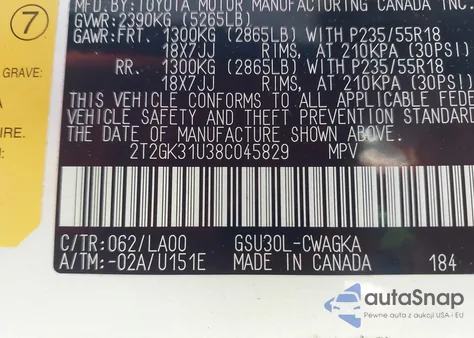 7
MFD. BY: TOYOTA MOTOR MANUFACTURING CANADA INC.
GVWR: 2390KG (5265LB)
GAWR: FRT. 1300KG (2865LB) WITH P235/55R18
18X7JJ RIMS, AT 210KPA (30PSI)
RR. 1300KG (2865LB) WITH P235/55R18
18X7JJ RIMS, AT 210KPA (30PSI)
THIS VEHICLE CONFORMS TO ALL APPLICABLE
VEHICLE SAFETY AND THEFT PREVENTION STANDARD
THE DATE OF MANUFACTURE SHOWN ABOVE.
2T2GK31U38C045829 MPV
C/TR: 062/LA00 GSU30L-CWAGKA
A/TM: -02A/U151E MADE IN CANADA 184
GRAVE:
A
IRE OU
N.
autoSnap
Pewne auta z aukcji USA i EU